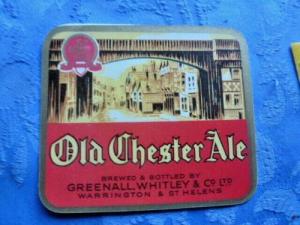 Old Chester Ale
BREWED & BOTTLED BY
GREENALL, WHITLEY & Co. LTD
WARRINGTON & ST HELENS